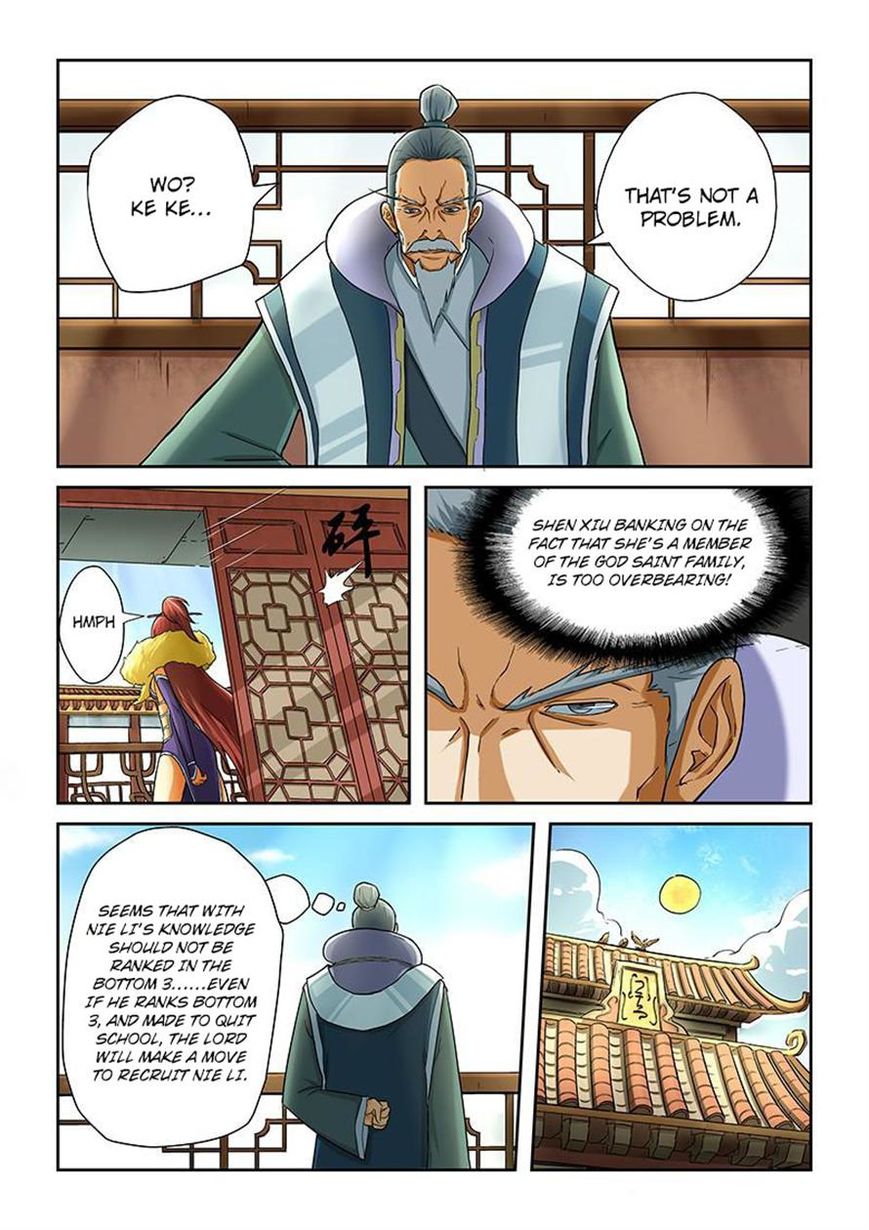 WO?
KE KE...
THAT'S NOT A
PROBLEM.
HMPH
砰
SHEN XIU BANKING ON THE
FACT THAT SHE'S A MEMBER
OF THE GOD SAINT FAMILY,
IS TOO OVERBEARING!
SEEMS THAT WITH
NIE LI'S KNOWLEDGE
SHOULD NOT BE
RANKED IN THE
BOTTOM 3......EVEN
IF HE RANKS BOTTOM
3, AND MADE TO QUIT
SCHOOL, THE LORD
WILL MAKE A MOVE
TO RECRUIT NIE LI.